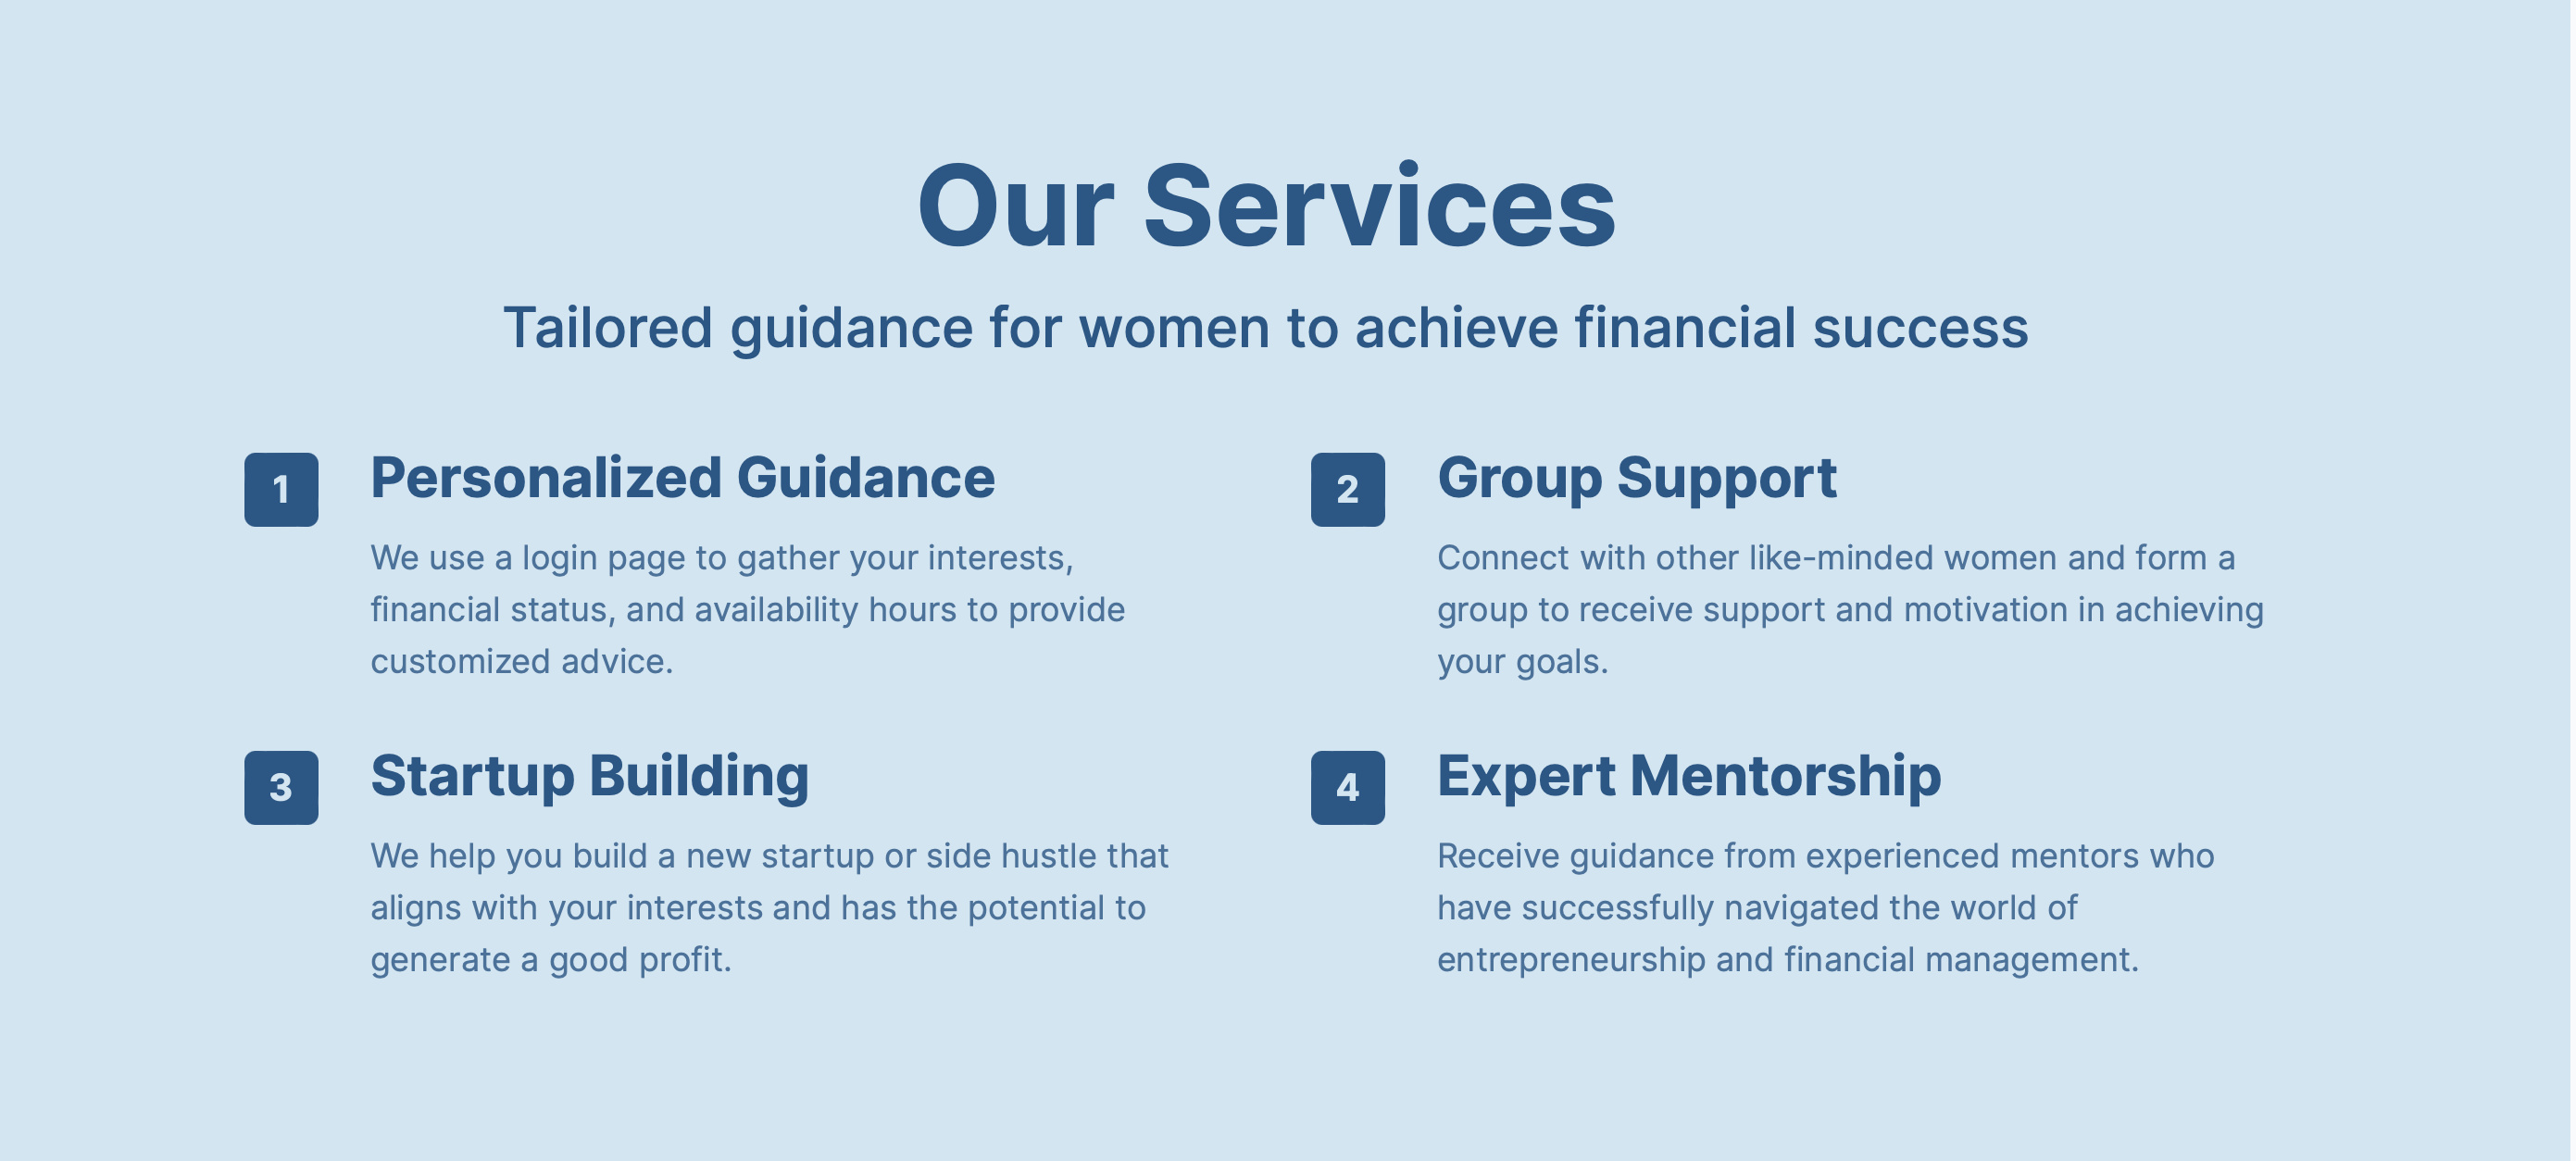 Our Services
Tailored guidance for women to achieve financial success
1
Personalized Guidance
We use a login page to gather your interests,
financial status, and availability hours to provide
customized advice.
2
Group Support
Connect with other like-minded women and form a
group to receive support and motivation in achieving
your goals.
3
Startup Building
We help you build a new startup or side hustle that
aligns with your interests and has the potential to
generate a good profit.
4
Expert Mentorship
Receive guidance from experienced mentors who
have successfully navigated the world of
entrepreneurship and financial management.